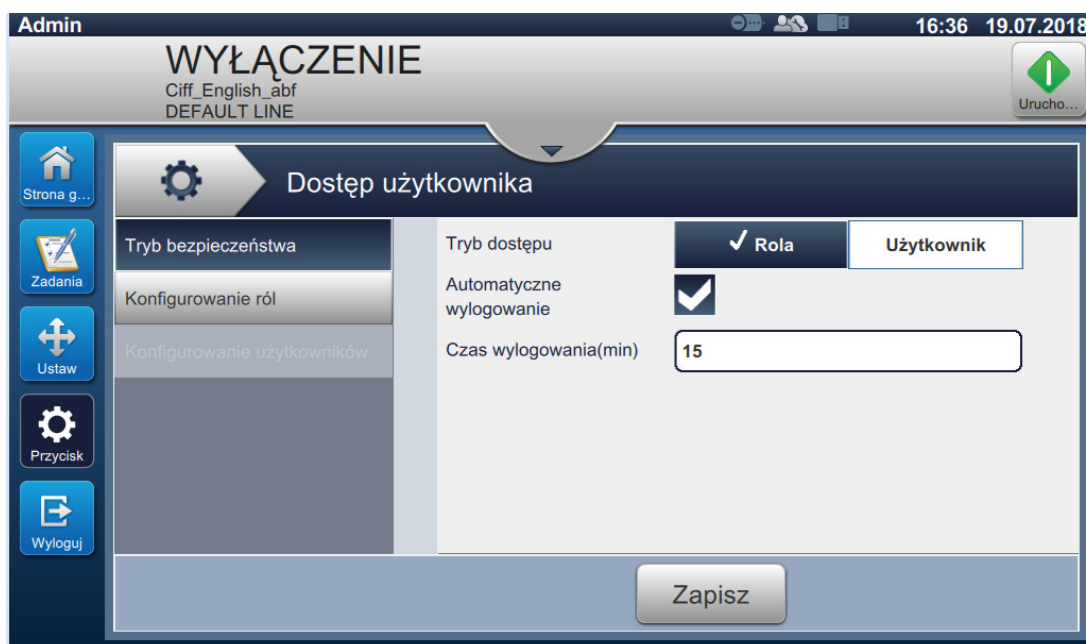 Admin
16:36 19.07.2018
WYŁĄCZENIE
Ciff_English_abf
DEFAULT LINE
Urucho...
Strona g...
Zadania
Ustaw
Przycisk
Wyloguj
Dostęp użytkownika
Tryb bezpieczeństwa
Konfigurowanie ról
Konfigurowanie użytkowników
Tryb dostępu
Rola
Użytkownik
Automatyczne
wylogowanie
Czas wylogowania(min)
15
Zapisz